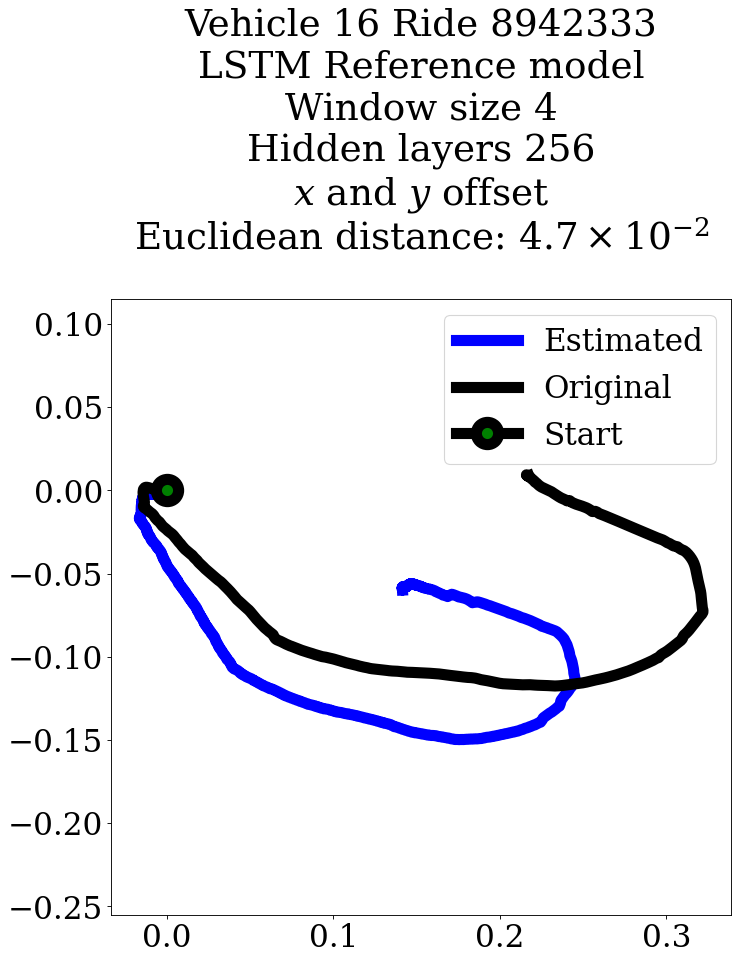 Vehicle 16 Ride 8942333
LSTM Reference model
Window size 4
Hidden layers 256
x and y offset
Euclidean distance: 4.7 × 10⁻²
Estimated
Original
Start
0.10
0.05
0.00
−0.05
−0.10
−0.15
−0.20
−0.25
0.0 0.1 0.2 0.3